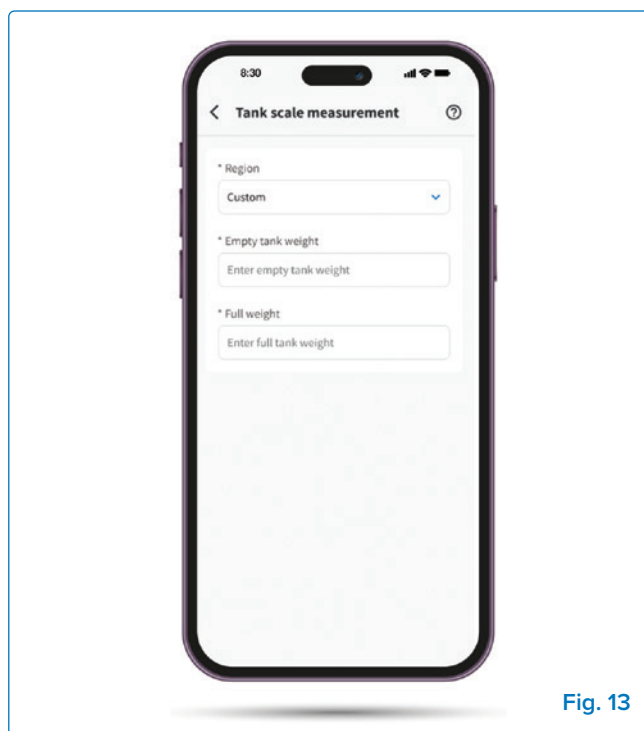 8:30
Tank scale measurement
* Region
Custom
* Empty tank weight
Enter empty tank weight
* Full weight
Enter full tank weight
Fig. 13